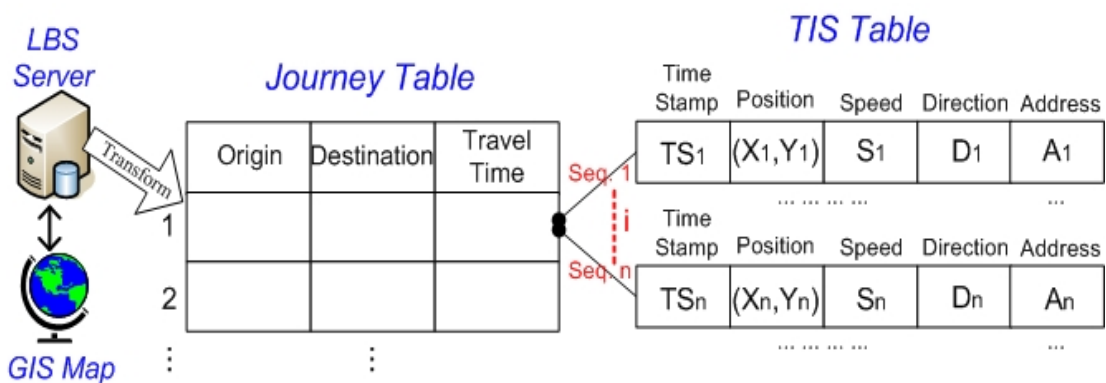 LBS
Server
GIS Map
Transform
Journey Table
Origin
Destination
Travel
Time
1
2
⋮
⋮
Seq. 1
i
Seq. n
TIS Table
Time
Stamp
Position
Speed
Direction
Address
TS1
(X1,Y1)
S1
D1
A1
... ... ... ...
...
Time
Stamp
Position
Speed
Direction
Address
TSn
(Xn,Yn)
Sn
Dn
An
... ... ... ...
...